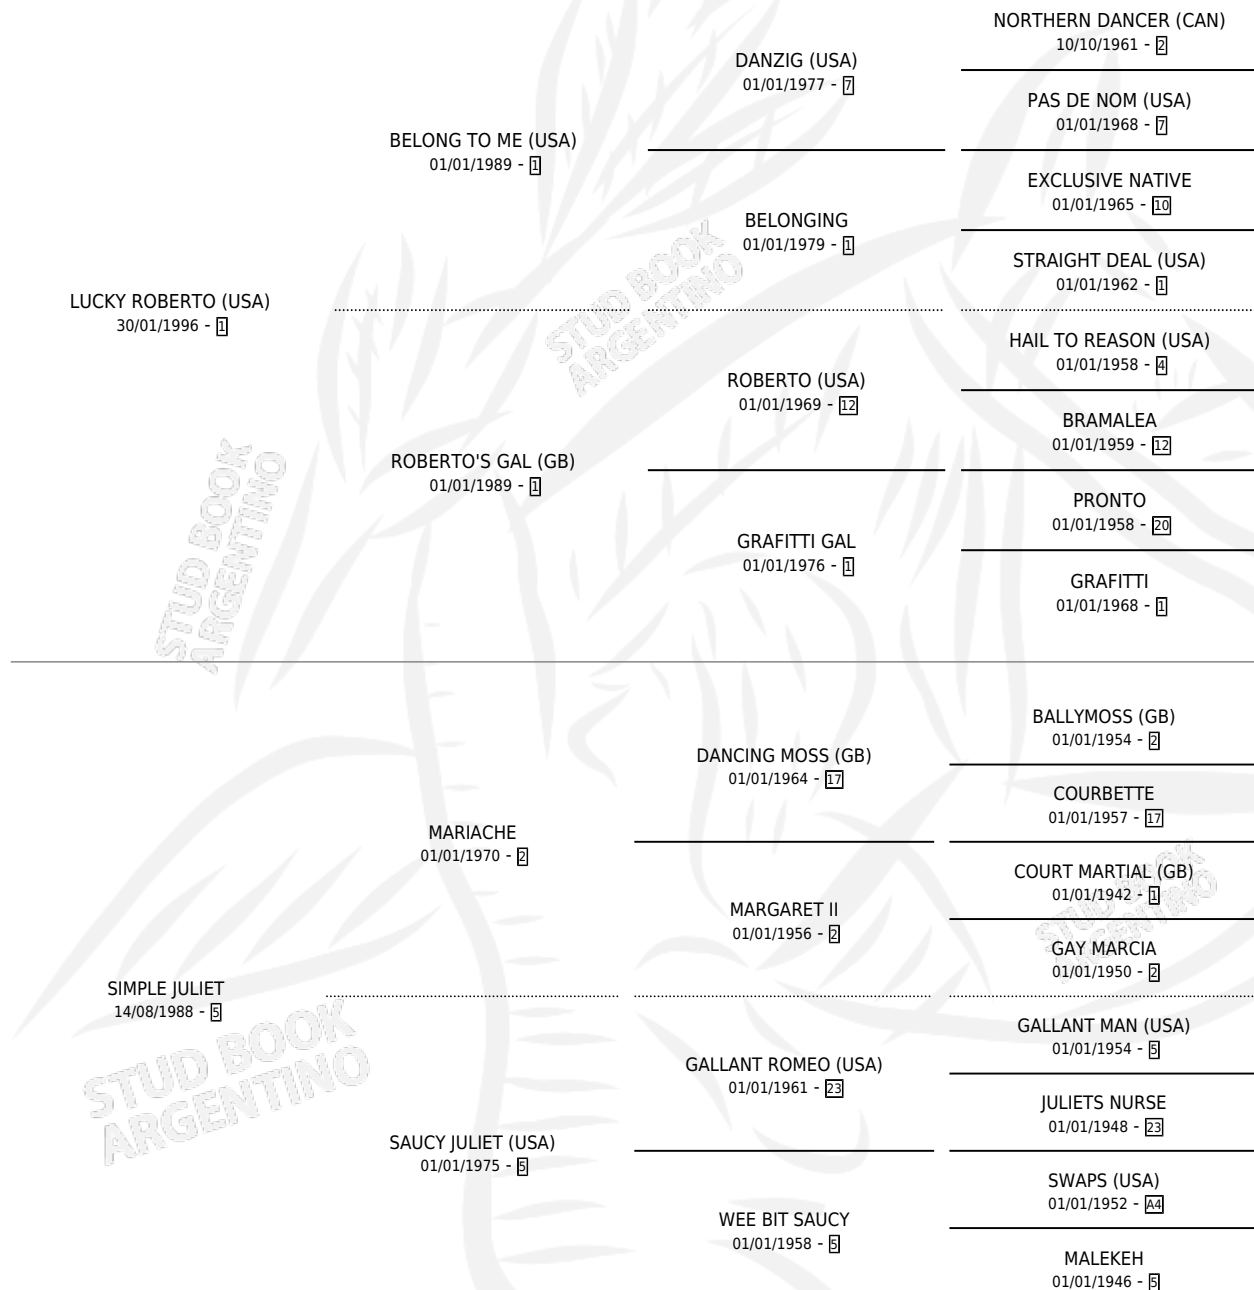 NORTHERN DANCER (CAN)
10/10/1961 - 2
DANZIG (USA)
01/01/1977 - 7
PAS DE NOM (USA)
01/01/1968 - 7
BELONG TO ME (USA)
01/01/1989 - 1
EXCLUSIVE NATIVE
01/01/1965 - 10
BELONGING
01/01/1979 - 1
STRAIGHT DEAL (USA)
01/01/1962 - 1
LUCKY ROBERTO (USA)
30/01/1996 - 1
STUD BOOK
ARGENTINO
HAIL TO REASON (USA)
01/01/1958 - 4
ROBERTO (USA)
01/01/1969 - 12
BRAMALEA
01/01/1959 - 12
ROBERTO'S GAL (GB)
01/01/1989 - 1
PRONTO
01/01/1958 - 20
GRAFITTI GAL
01/01/1976 - 1
GRAFITTI
01/01/1968 - 1
STUD BOOK
ARGENTINO
BALLYMOSS (GB)
01/01/1954 - 2
DANCING MOSS (GB)
01/01/1964 - 17
COURBETTE
01/01/1957 - 17
MARIACHE
01/01/1970 - 2
COURT MARTIAL (GB)
01/01/1942 - 1
MARGARET II
01/01/1956 - 2
GAY MARCIA
01/01/1950 - 2
STUD BOOK
ARGENTINO
SIMPLE JULIET
14/08/1988 - 5
GALLANT MAN (USA)
01/01/1954 - 5
GALLANT ROMEO (USA)
01/01/1961 - 23
JULIETS NURSE
01/01/1948 - 23
STUD BOOK
ARGENTINO
SAUCY JULIET (USA)
01/01/1975 - 5
SWAPS (USA)
01/01/1952 - A4
WEE BIT SAUCY
01/01/1958 - 5
MALEKEH
01/01/1946 - 5